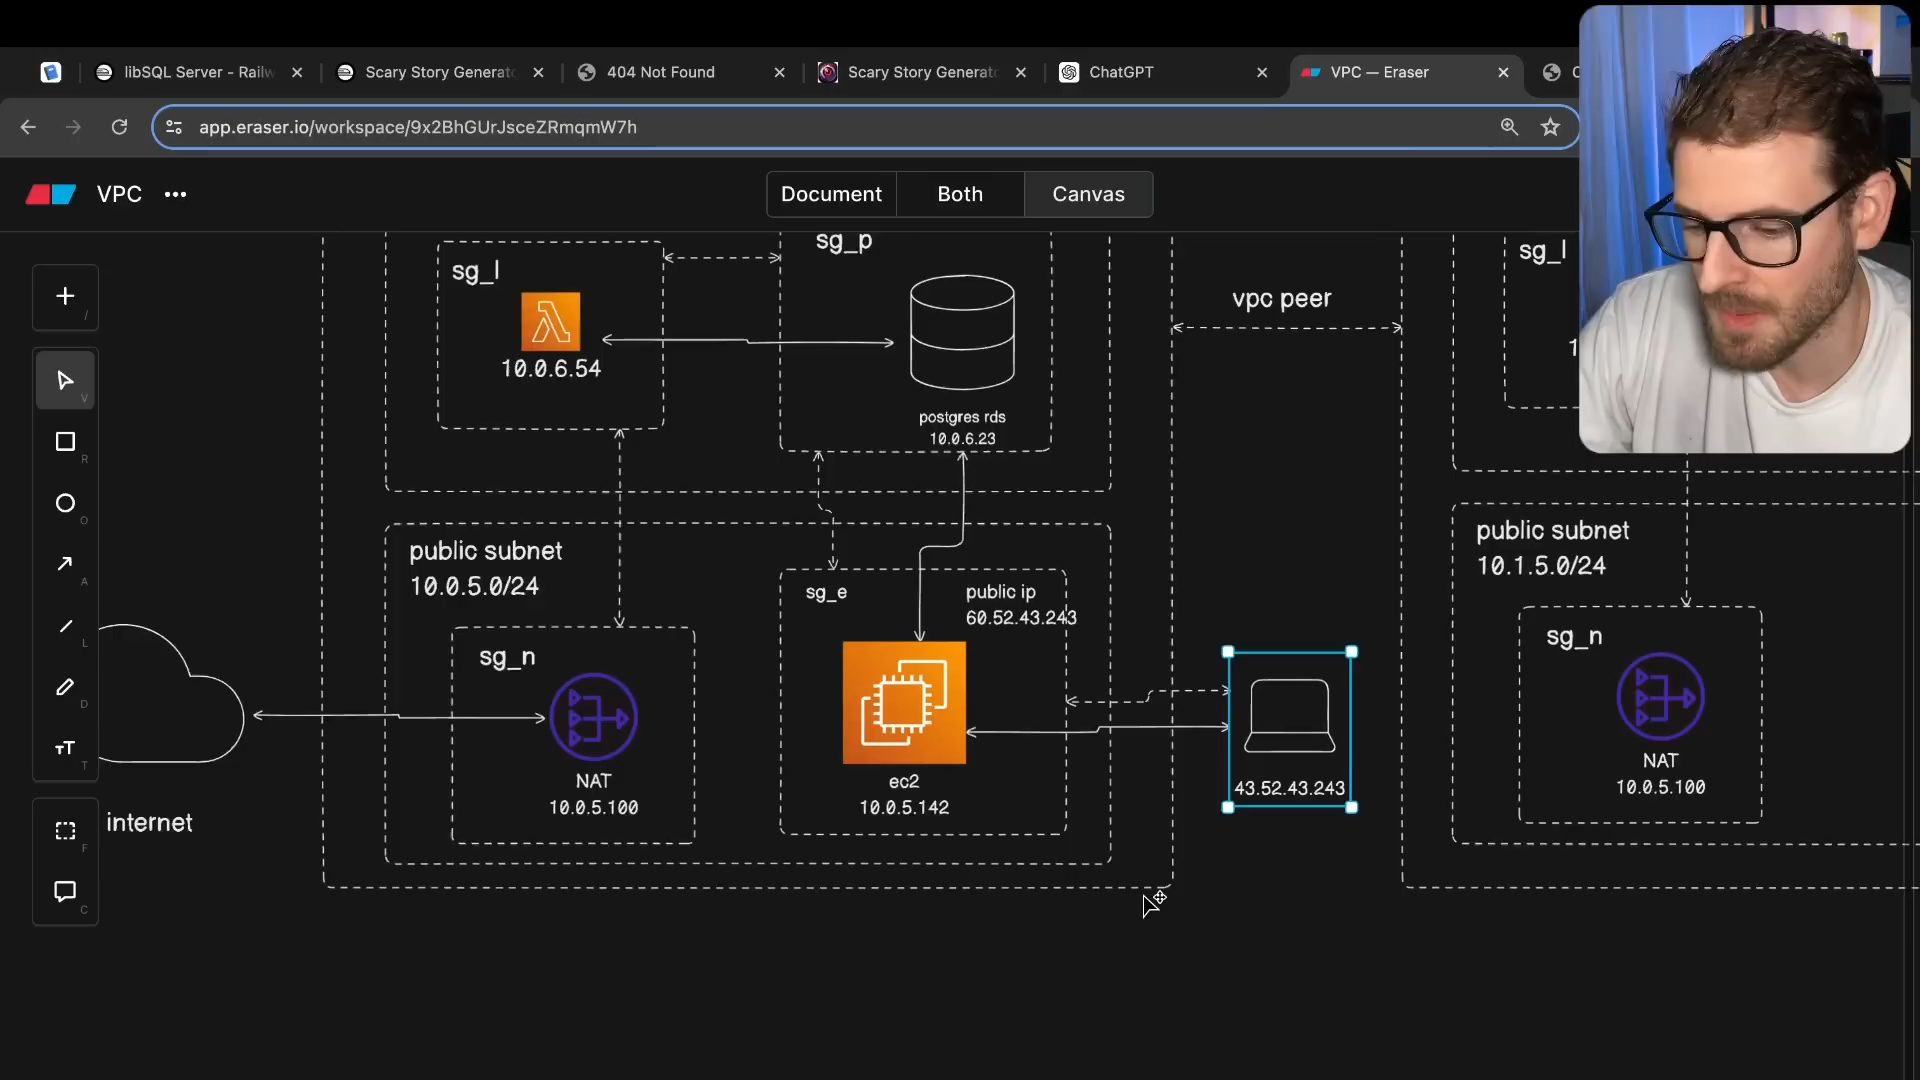 libSQL Server - Railw
Scary Story Generato
404 Not Found
Scary Story Generato
ChatGPT
VPC — Eraser
app.eraser.io/workspace/9x2BhGUrJsceZRmqmW7h
VPC
Document
Both
Canvas
sg_p
sg_l
sg_l
10.0.6.54
postgres rds
10.0.6.23
vpc peer
public subnet
10.0.5.0/24
sg_e
public ip
60.52.43.243
sg_n
NAT
10.0.5.100
ec2
10.0.5.142
43.52.43.243
public subnet
10.1.5.0/24
sg_n
NAT
10.0.5.100
internet
/
V
R
O
A
L
D
tT
T
F
C